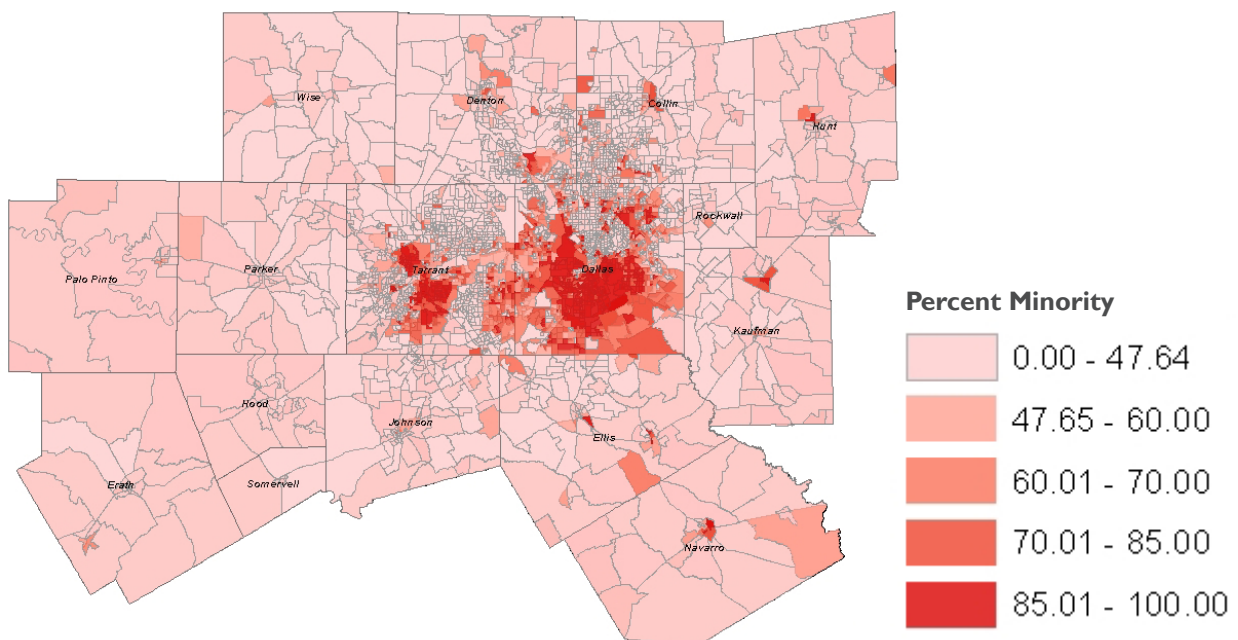 Wise
Denton
Collin
Hunt
Rockwall
Palo Pinto
Parker
Tarrant
Dallas
Kaufman
Hood
Johnson
Ellis
Erath
Somervell
Navarro
Percent Minority
0.00 - 47.64
47.65 - 60.00
60.01 - 70.00
70.01 - 85.00
85.01 - 100.00